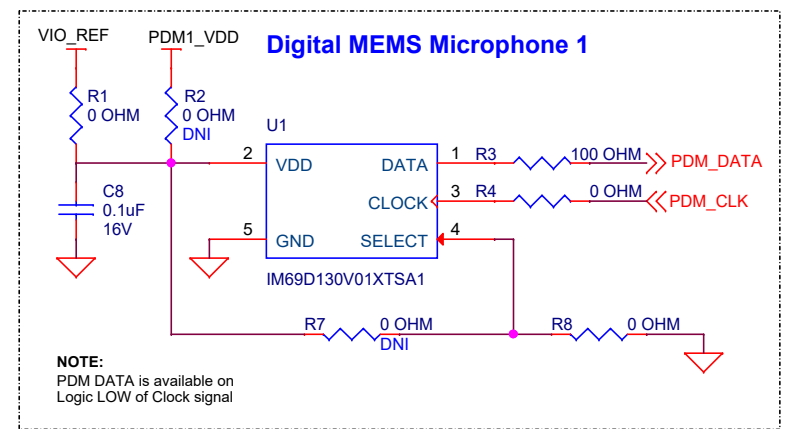 VIO_REF
PDM1_VDD
Digital MEMS Microphone 1
R1
0 OHM
R2
0 OHM
DNI
U1
2
VDD
DATA
1
R3
100 OHM
PDM_DATA
CLOCK
3
R4
0 OHM
PDM_CLK
C8
0.1uF
16V
5
GND
SELECT
4
IM69D130V01XTSA1
R7
0 OHM
DNI
R8
0 OHM
NOTE:
PDM DATA is available on
Logic LOW of Clock signal